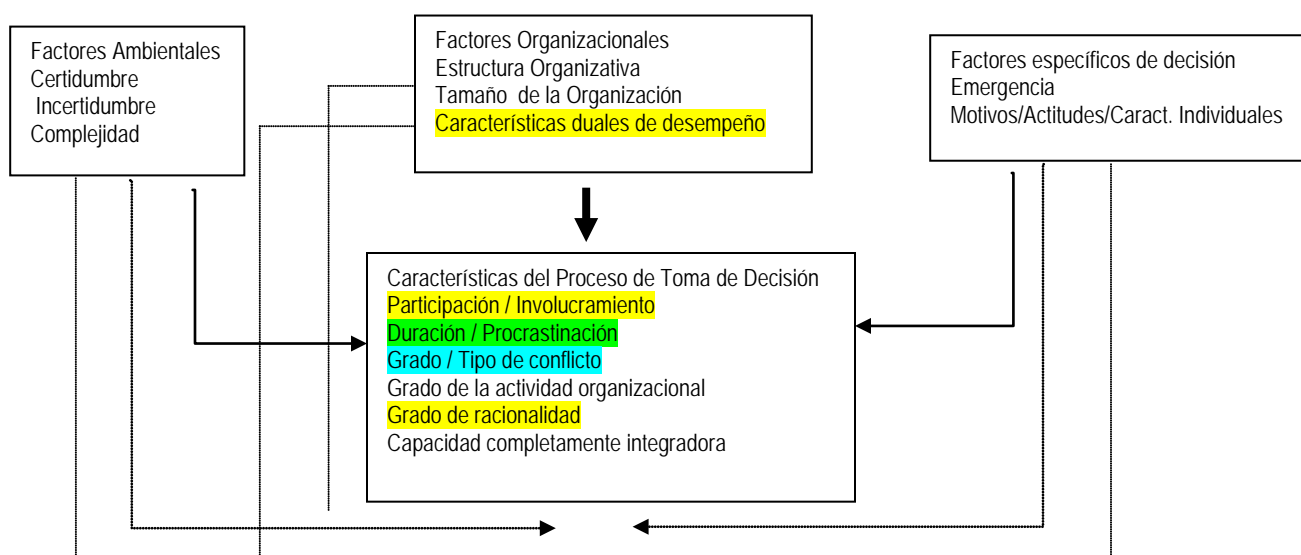 Factores Ambientales
Certidumbre
Incertidumbre
Complejidad
Factores Organizacionales
Estructura Organizativa
Tamaño de la Organización
Características duales de desempeño
Factores específicos de decisión
Emergencia
Motivos/Actitudes/Caract. Individuales
Características del Proceso de Toma de Decisión
Participación / Involucramiento
Duración / Procrastinación
Grado / Tipo de conflicto
Grado de la actividad organizacional
Grado de racionalidad
Capacidad completamente integradora